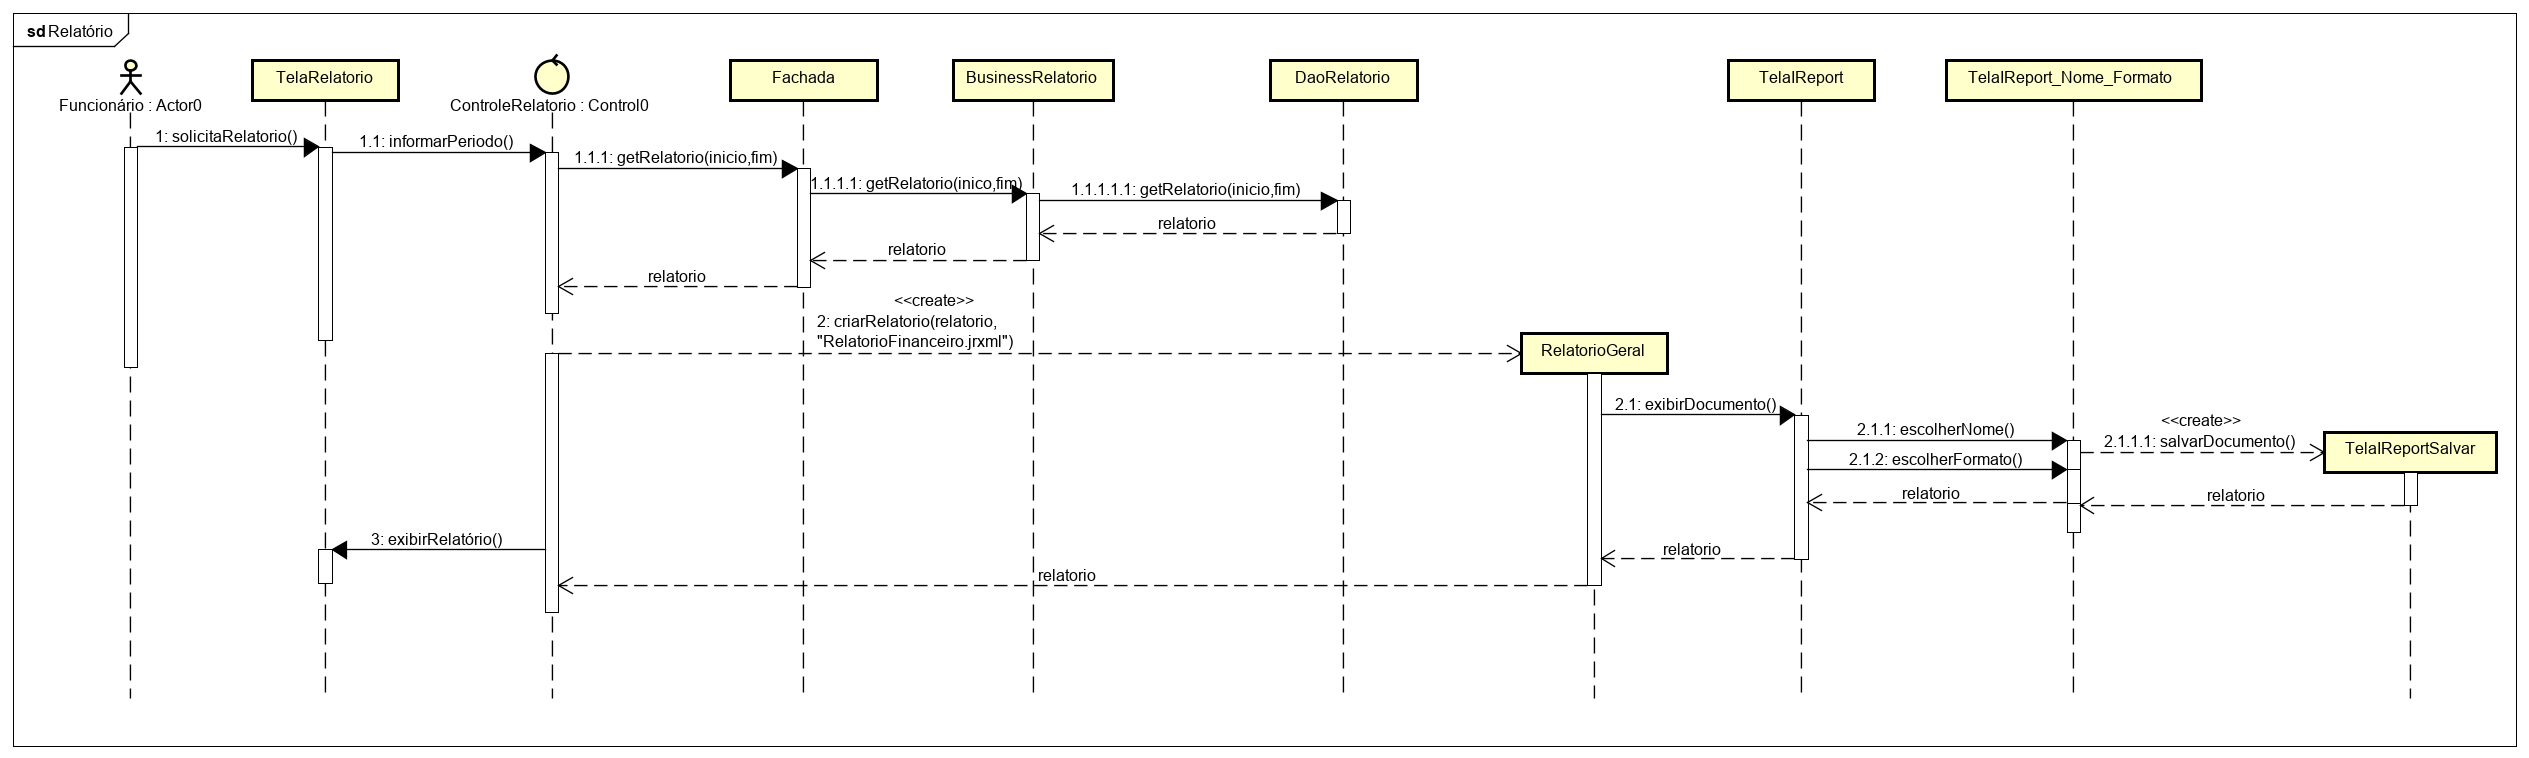 sd Relatório
TelaRelatorio
Fachada
BusinessRelatorio
DaoRelatorio
TelaIReport
TelaIReport_Nome_Formato
Funcionário : Actor0
ControleRelatorio : Control0
1: solicitaRelatorio()
1.1: informarPeriodo()
1.1.1: getRelatorio(inicio,fim)
1.1.1.1: getRelatorio(inico,fim)
1.1.1.1.1: getRelatorio(inicio,fim)
relatorio
relatorio
relatorio
<<create>>
2: criarRelatorio(relatorio,
"RelatorioFinanceiro.jrxml")
RelatorioGeral
2.1: exibirDocumento()
2.1.1: escolherNome()
<<create>>
2.1.1.1: salvarDocumento()
TelaIReportSalvar
2.1.2: escolherFormato()
relatorio
relatorio
3: exibirRelatório()
relatorio
relatorio